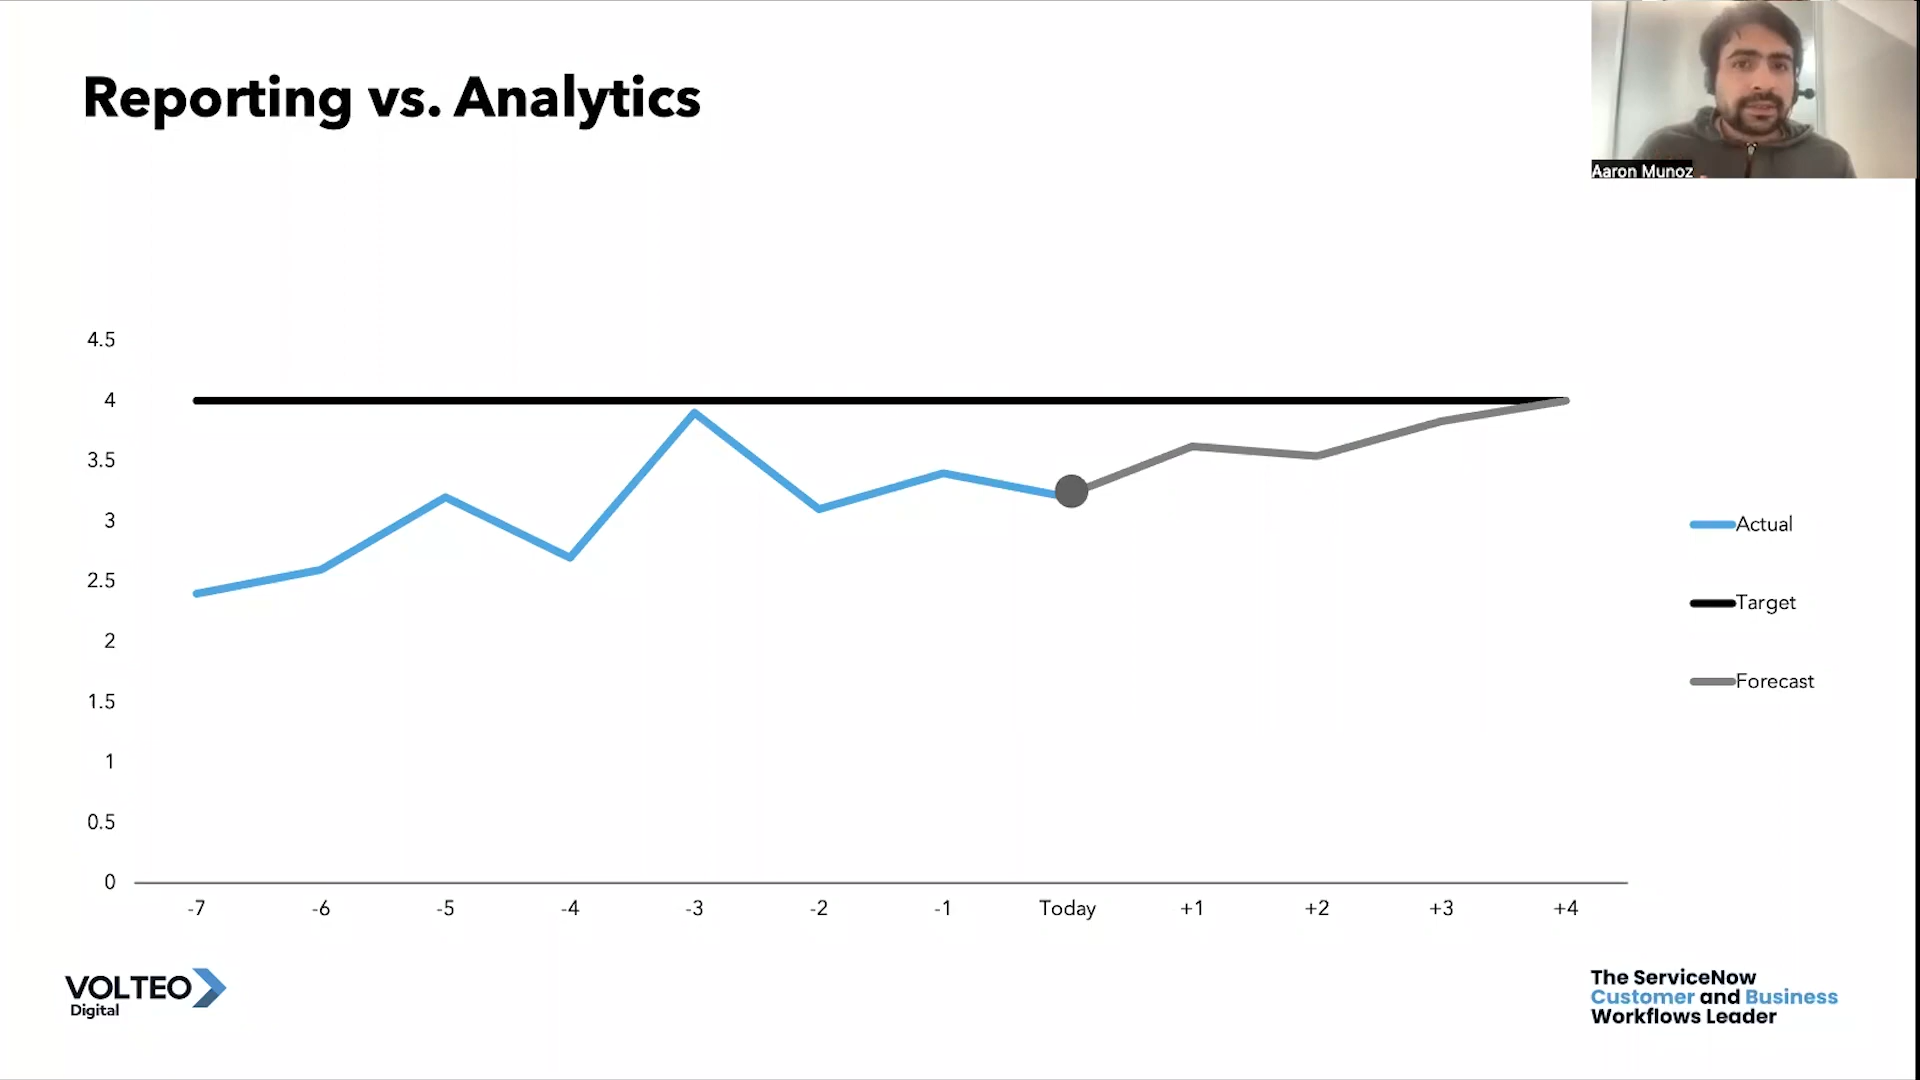 Reporting vs. Analytics
Aaron Munoz
4.5
4
3.5
3
2.5
2
1.5
1
0.5
0
-7 -6 -5 -4 -3 -2 -1 Today +1 +2 +3 +4
Actual
Target
Forecast
VOLTEO
Digital
The ServiceNow
Customer and Business
Workflows Leader